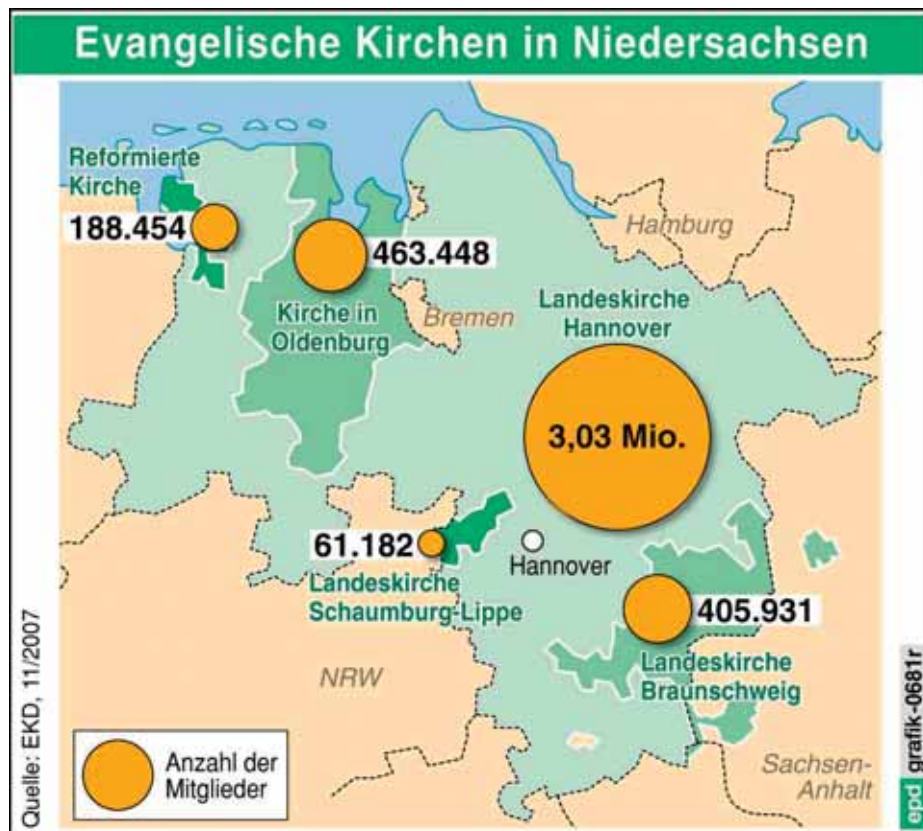 Evangelische Kirchen in Niedersachsen
Reformierte
Kirche
188.454
463.448
Kirche in
Oldenburg
Bremen
Hamburg
Landeskirche
Hannover
3,03 Mio.
61.182
Landeskirche
Schaumburg-Lippe
Hannover
405.931
Landeskirche
Braunschweig
NRW
Sachsen-
Anhalt
Anzahl der
Mitglieder
Quelle: EKD, 11/2007
epd grafik-0681r